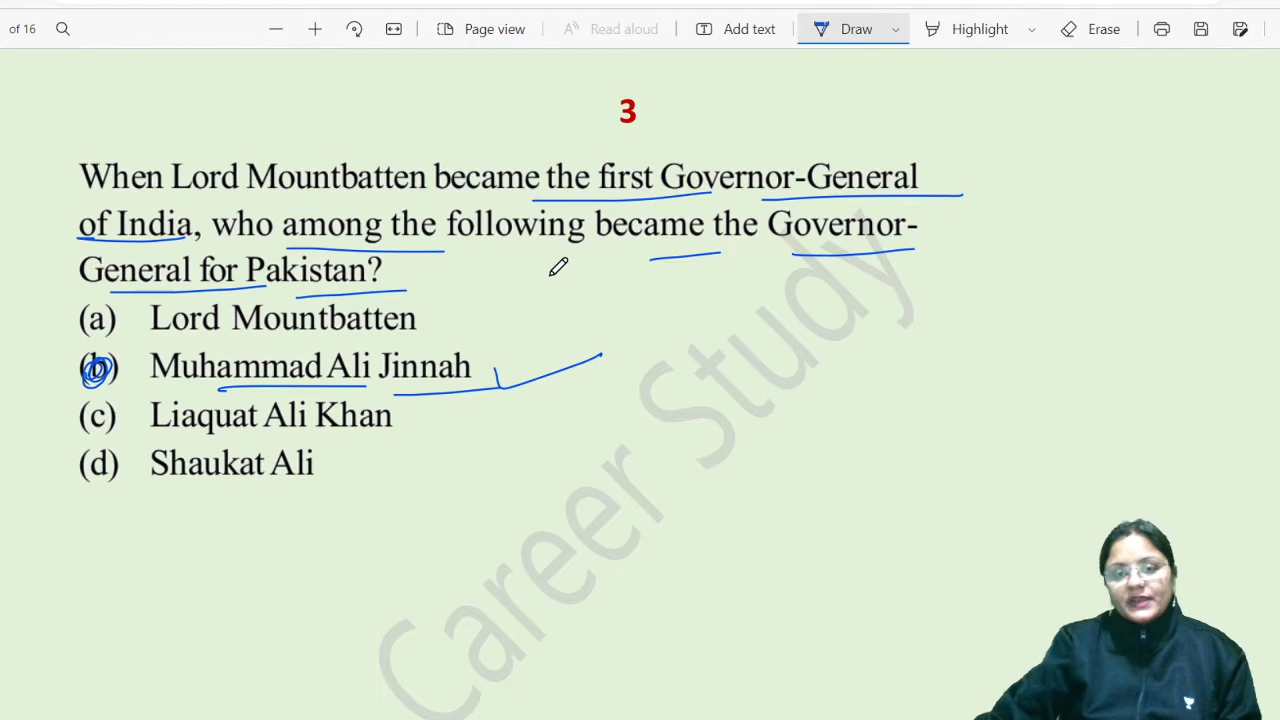 of 16
Page view
Read aloud
Add text
Draw
Highlight
Erase
3
When Lord Mountbatten became the first Governor-General
of India, who among the following became the Governor-
General for Pakistan?
(a) Lord Mountbatten
(b) Muhammad Ali Jinnah
(c) Liaquat Ali Khan
(d) Shaukat Ali
Career Study